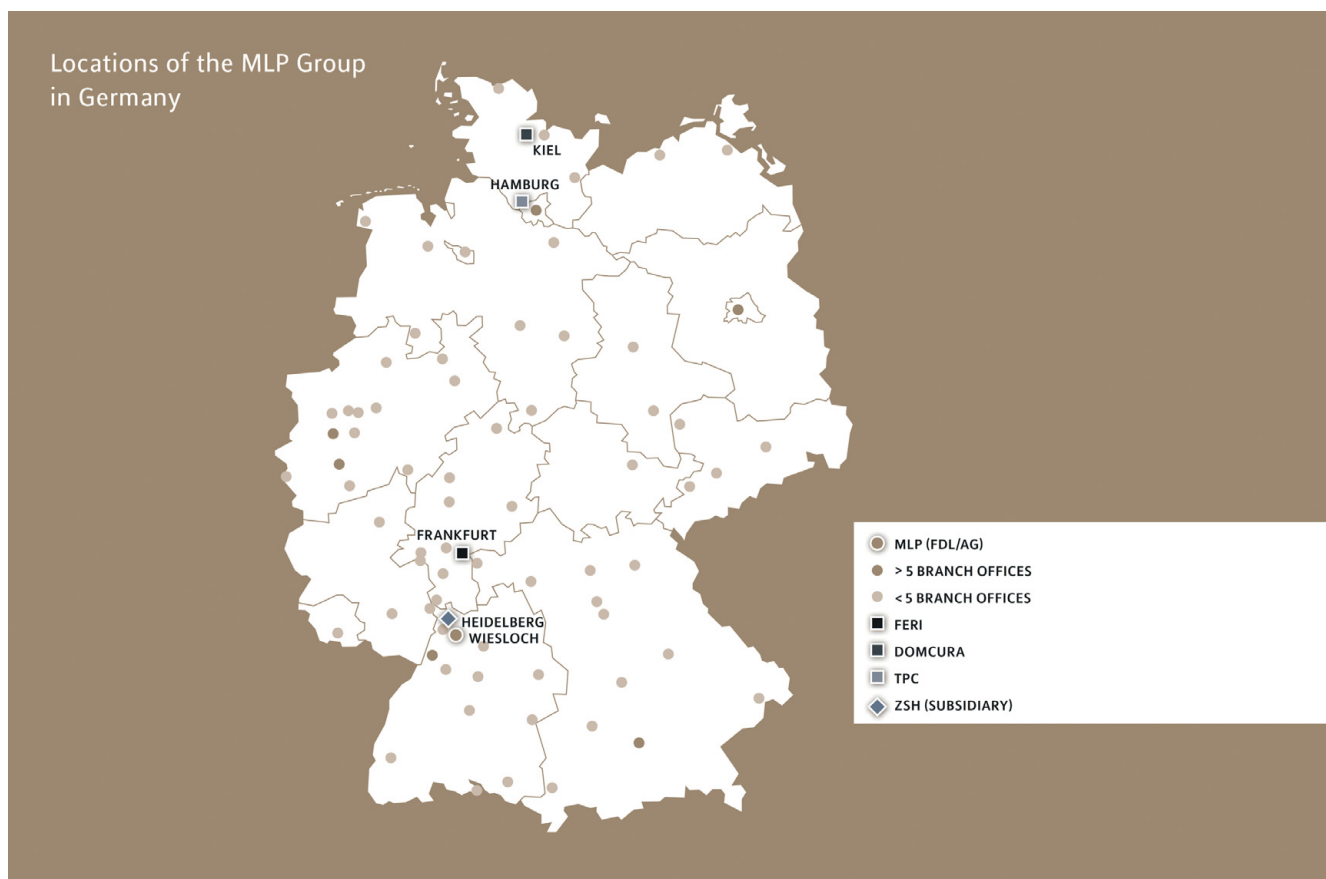 Locations of the MLP Group
in Germany
KIEL
HAMBURG
FRANKFURT
HEIDELBERG
WIESLOCH
MLP (FDL/AG)
> 5 BRANCH OFFICES
< 5 BRANCH OFFICES
FERI
DOMCURA
TPC
ZSH (SUBSIDIARY)